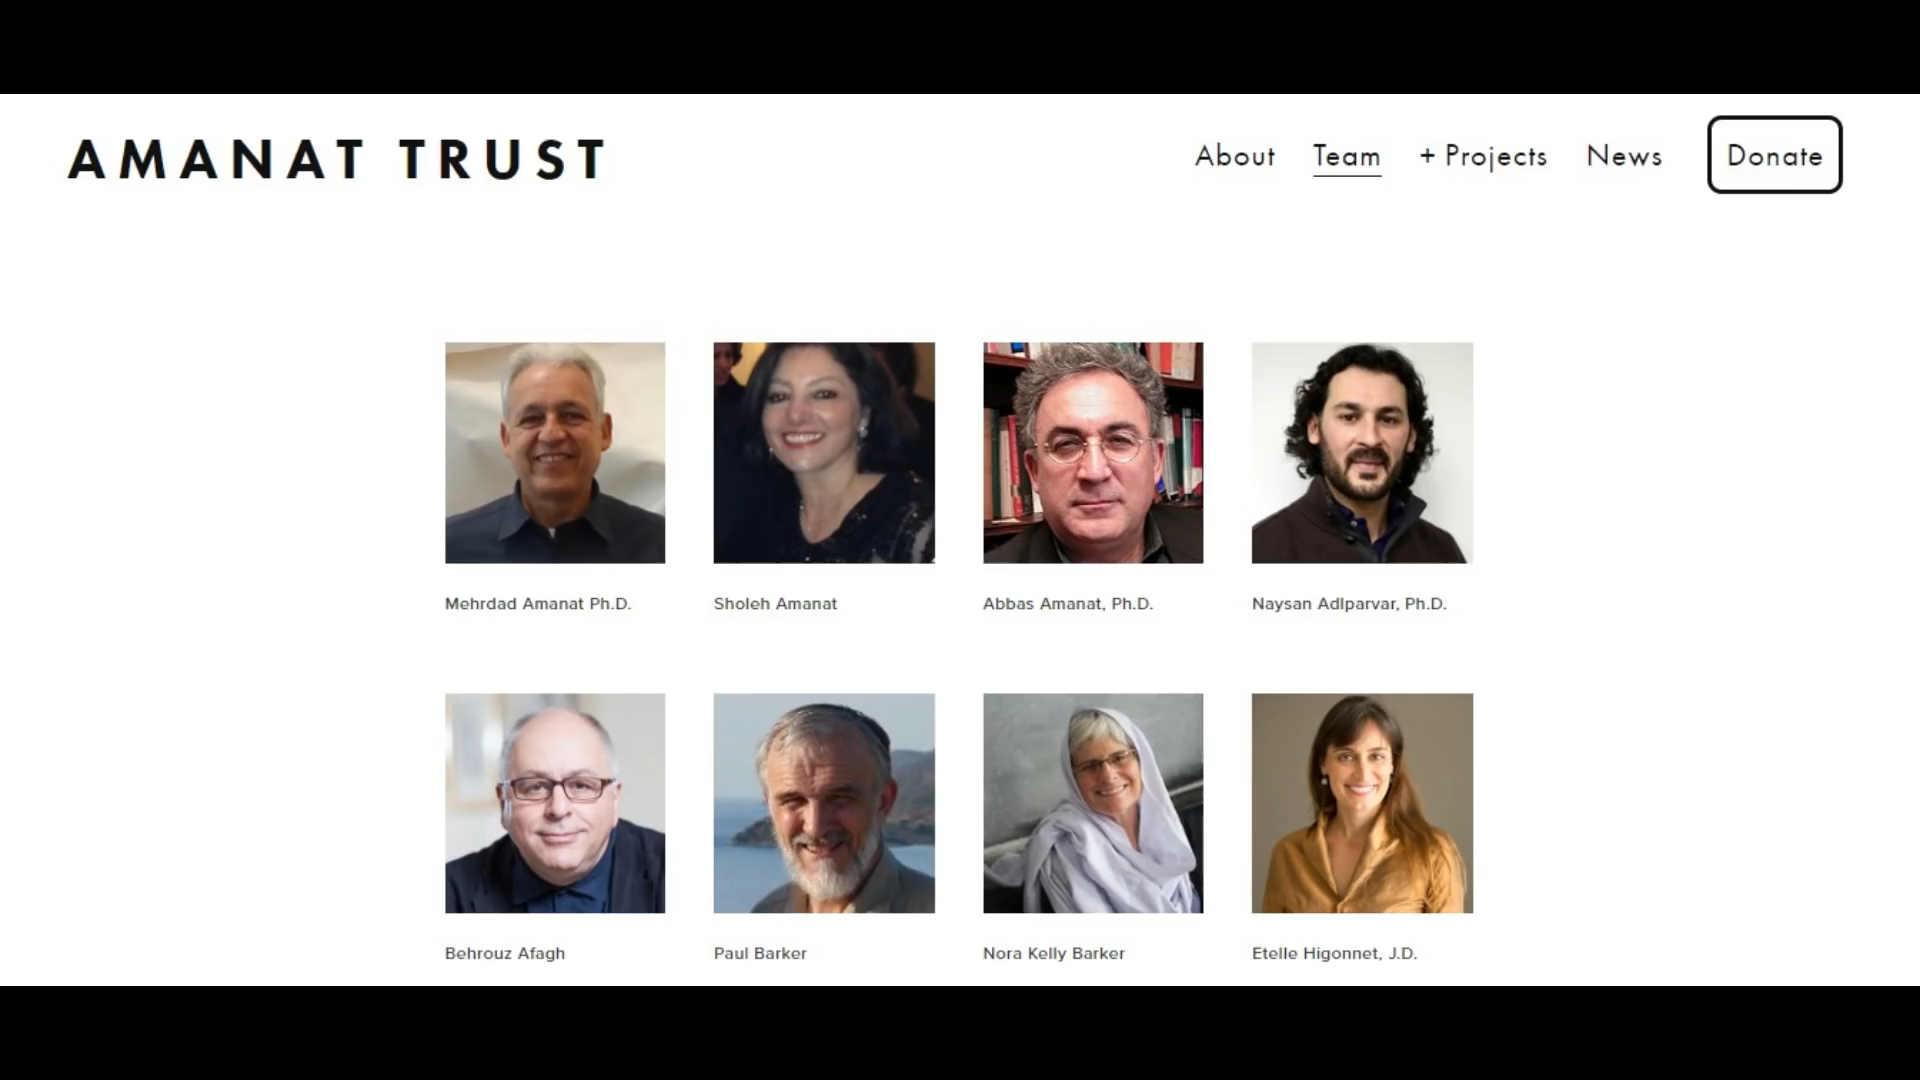 AMANAT TRUST
About Team + Projects News Donate
Mehrdad Amanat Ph.D. Sholeh Amanat Abbas Amanat, Ph.D. Naysan Adlparvar, Ph.D.
Behrouz Afagh Paul Barker Nora Kelly Barker Etelle Higonnet, J.D.